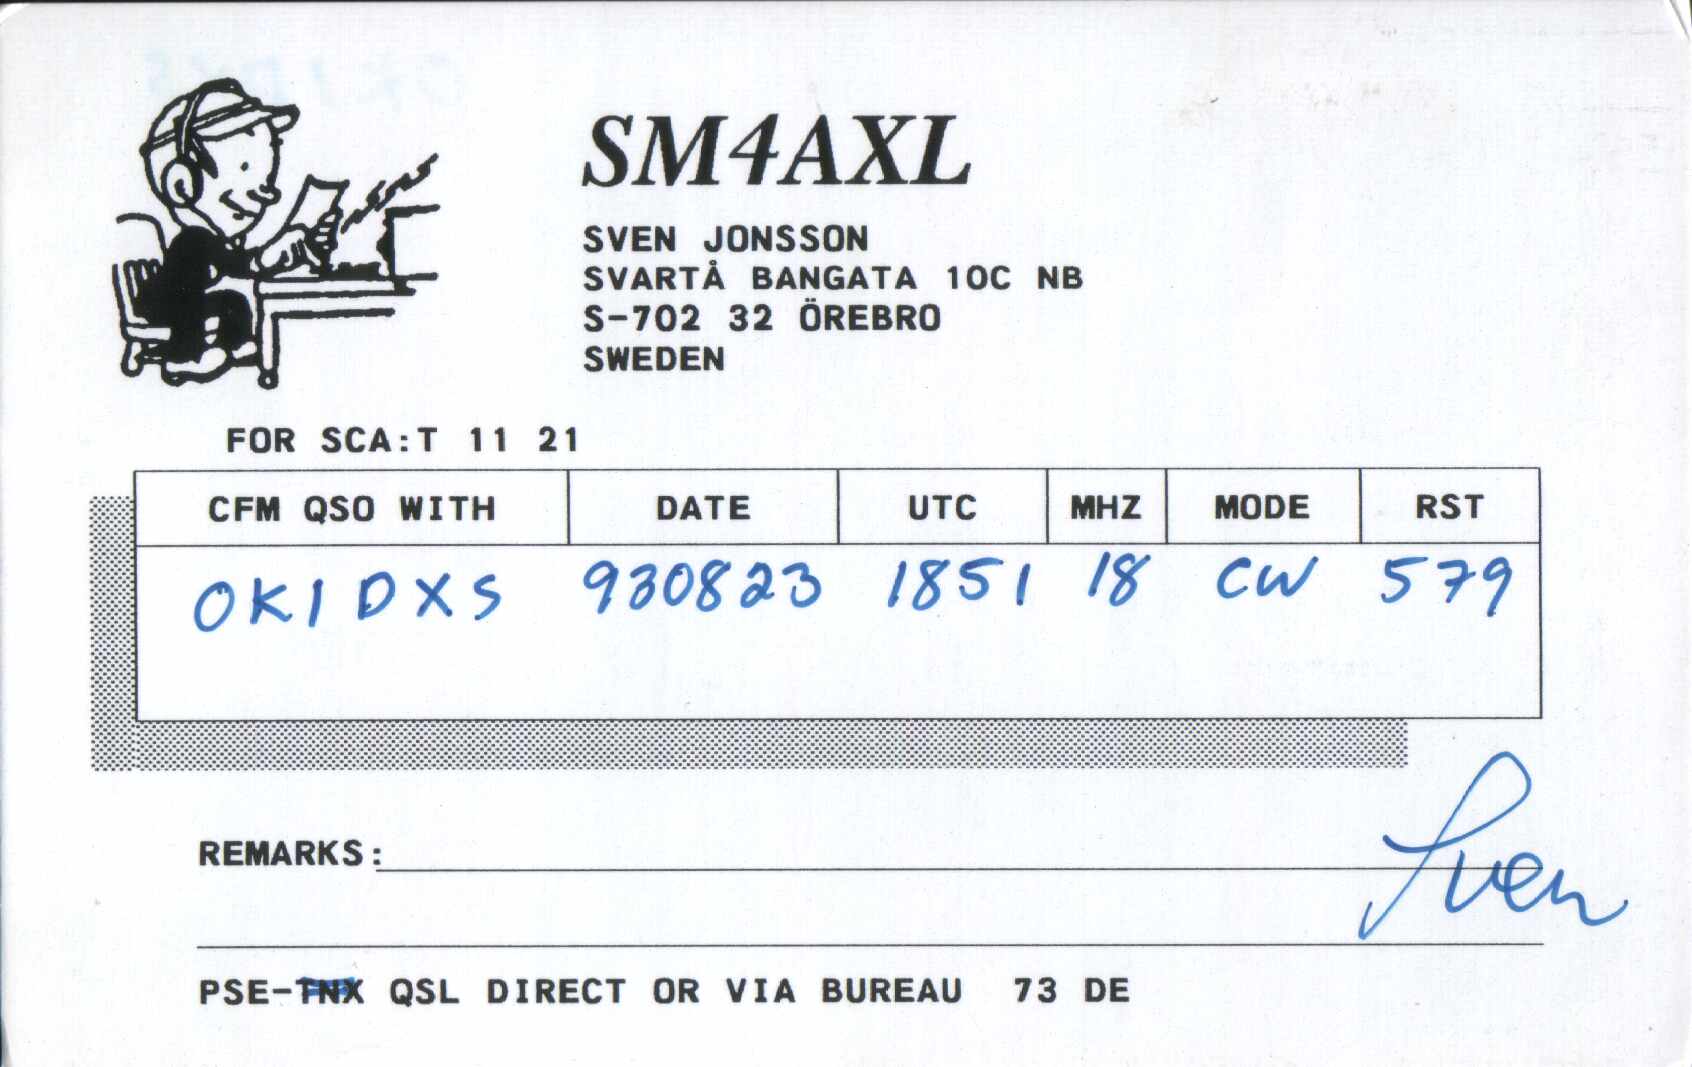 SM4AXL
SVEN JONSSON
SVARTÅ BANGATA 10C NB
S-702 32 ÖREBRO
SWEDEN
FOR SCA:T 11 21
CFM QSO WITH DATE UTC MHZ MODE RST
OK1DXS 930823 1851 18 CW 579
REMARKS:
Sven
PSE-TNX QSL DIRECT OR VIA BUREAU 73 DE